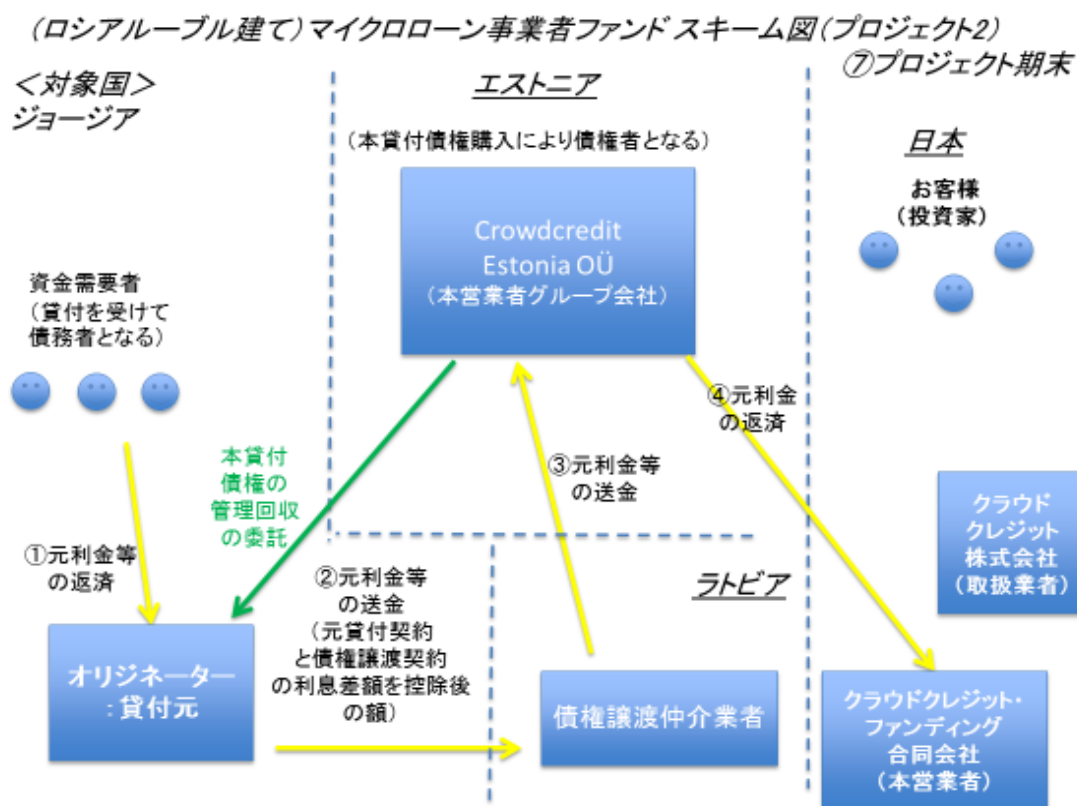 (ロシアルーブル建て)マイクロローン事業者ファンド スキーム図(プロジェクト2)
⑦プロジェクト期末
<対象国>
ジョージア
エストニア
(本貸付債権購入により債権者となる)
日本
お客様
(投資家)
Crowdcredit
Estonia OÜ
(本営業者グループ会社)
資金需要者
(貸付を受けて
債務者となる)
④元利金
の返済
本貸付
債権の
管理回収
の委託
③元利金等
の送金
クラウド
クレジット
株式会社
(取扱業者)
①元利金等
の返済
②元利金等
の送金
(元貸付契約
と債権譲渡契約
の利息差額を控除後
の額)
ラトビア
オリジネーター
:貸付元
債権譲渡仲介業者
クラウドクレジット・
ファンディング
合同会社
(本営業者)